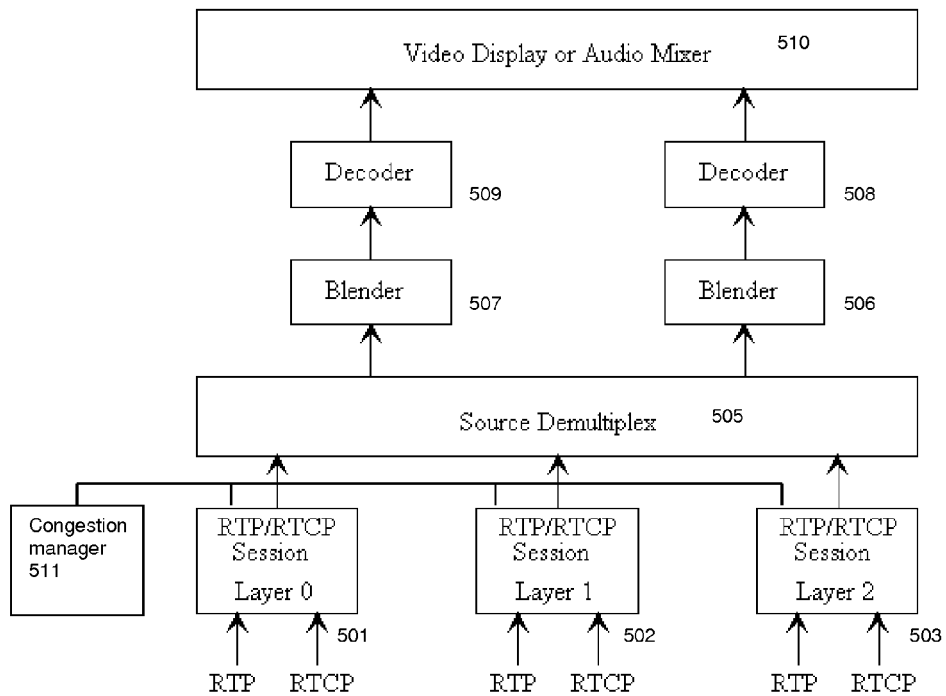 Video Display or Audio Mixer 510
Decoder 509
Decoder 508
Blender 507
Blender 506
Source Demultiplex 505
Congestion
manager
511
RTP/RTCP
Session
Layer 0
RTP/RTCP
Session
Layer 1
RTP/RTCP
Session
Layer 2
501
502
503
RTP RTCP
RTP RTCP
RTP RTCP